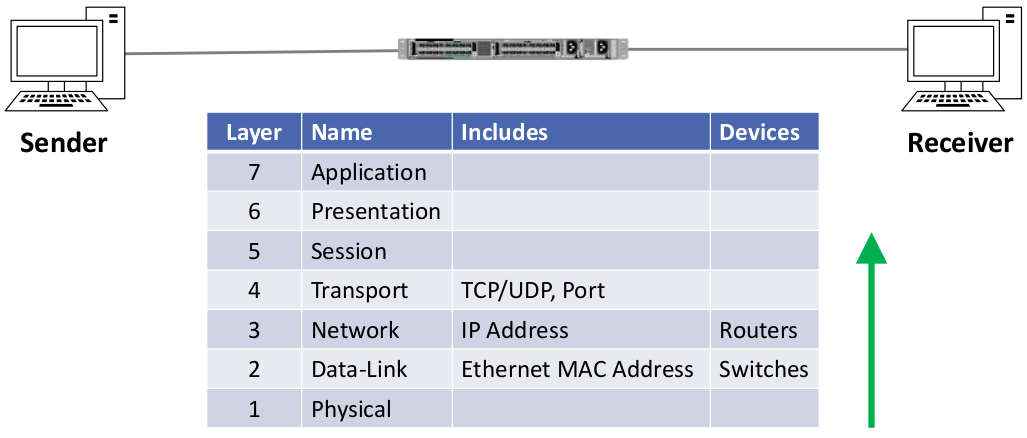 Sender
Receiver
Layer Name Includes Devices
7 Application
6 Presentation
5 Session
4 Transport TCP/UDP, Port
3 Network IP Address Routers
2 Data-Link Ethernet MAC Address Switches
1 Physical